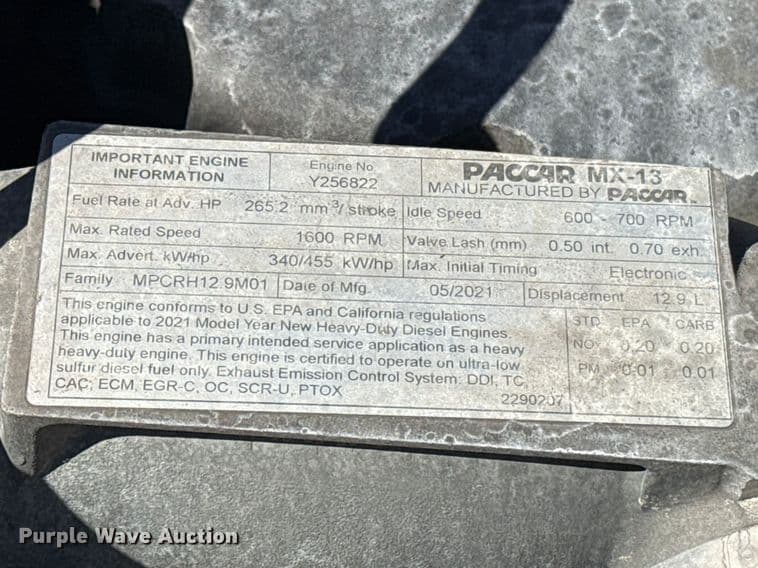 IMPORTANT ENGINE
INFORMATION
Engine No
Y256822
PACCAR MX-13
MANUFACTURED BY PACCAR
Fuel Rate at Adv. HP 265.2 mm³/ stroke
Idle Speed 600 - 700 RPM
Max. Rated Speed 1600 RPM
Valve Lash (mm) 0.50 int. 0.70 exh.
Max. Advert. kW/hp 340/455 kW/hp
Max. Initial Timing Electronic
Family MPCRH12.9M01
Date of Mfg. 05/2021
Displacement 12.9 L
This engine conforms to U.S. EPA and California regulations
applicable to 2021 Model Year New Heavy-Duty Diesel Engines.
This engine has a primary intended service application as a heavy
heavy-duty engine. This engine is certified to operate on ultra-low
sulfur diesel fuel only. Exhaust Emission Control System: DDI, TC,
CAC, ECM, EGR-C, OC, SCR-U, PTOX
2290207
STD EPA CARB
NO 0.20 0.20
PM 0.01 0.01
Purple Wave Auction